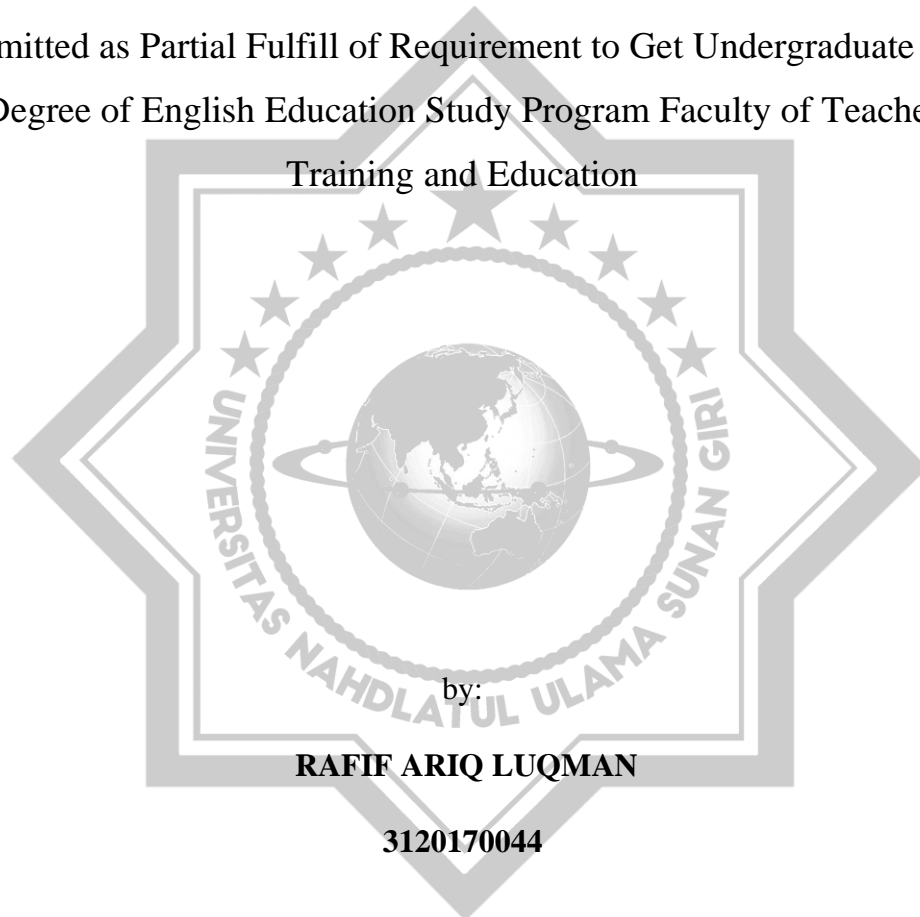 mitted as Partial Fulfill of Requirement to Get Undergraduate
Degree of English Education Study Program Faculty of Teache
Training and Education
UNIVERSITAS NAHDLATUL ULAMA SUNAN GIRI
by:
RAFIF ARIQ LUQMAN
3120170044